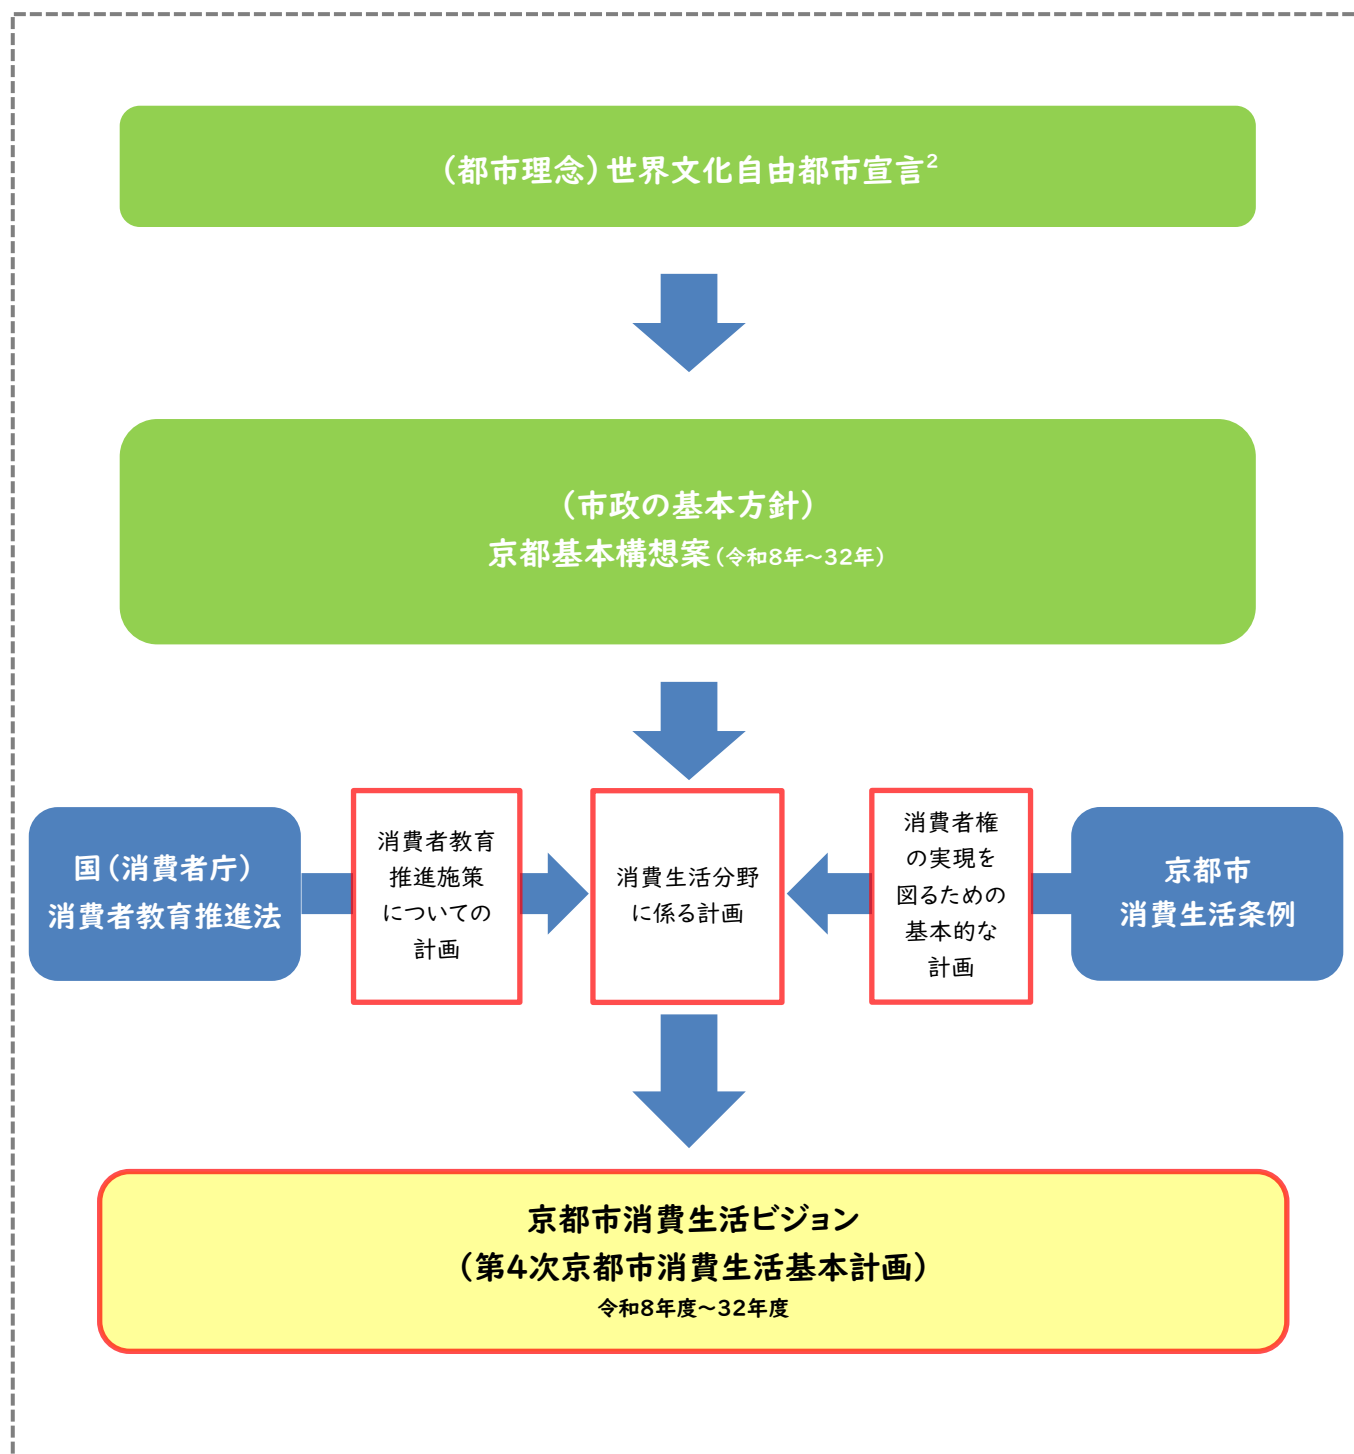 （都市理念）世界文化自由都市宣言2
（市政の基本方針）
京都基本構想案（令和8年～32年）
国（消費者庁）
消費者教育推進法
消費者教育
推進施策
についての
計画
消費生活分野
に係る計画
消費者権
の実現を
図るための
基本的な
計画
京都市
消費生活条例
京都市消費生活ビジョン
（第4次京都市消費生活基本計画）
令和8年度～32年度